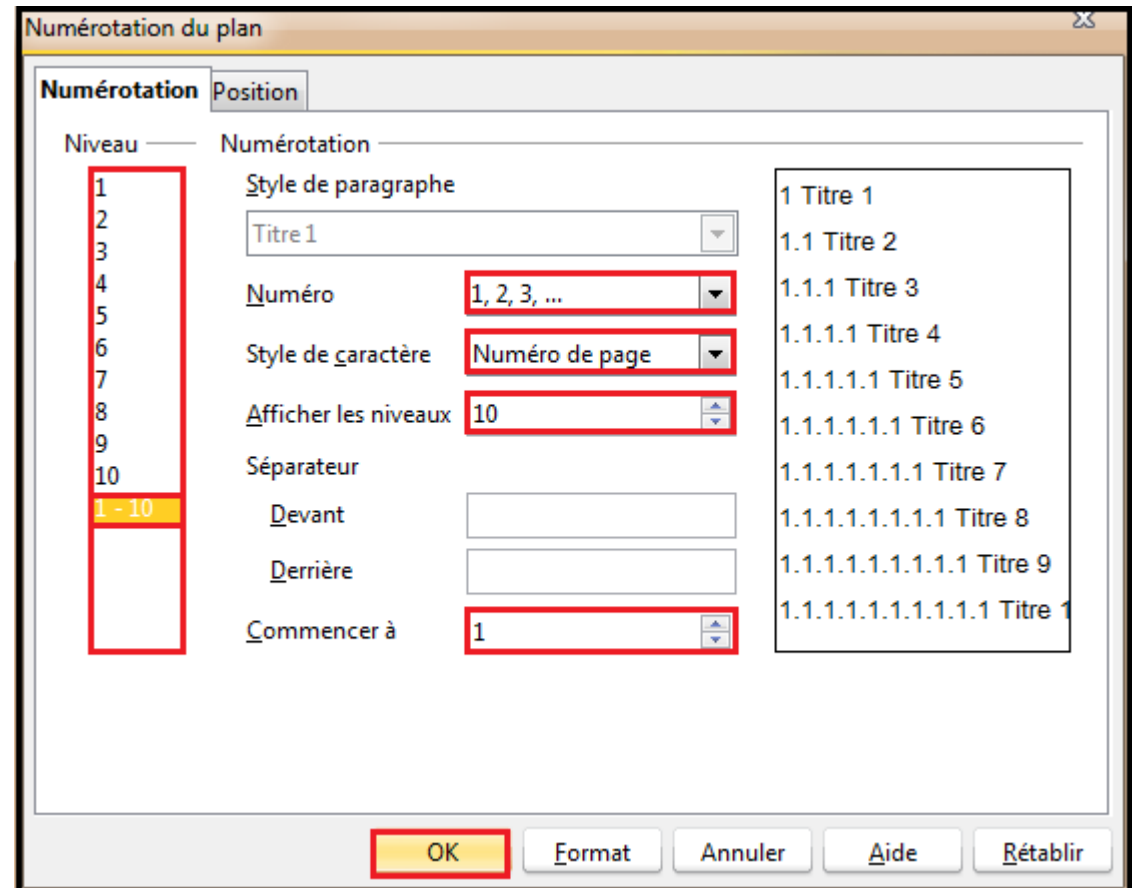 Numérotation du plan
Numérotation Position
Niveau Numérotation
1
2
3
4
5
6
7
8
9
10
1 - 10
Style de paragraphe
Titre 1
Numéro 1, 2, 3, ...
Style de caractère Numéro de page
Afficher les niveaux 10
Séparateur
Devant
Derrière
Commencer à 1
1 Titre 1
1.1 Titre 2
1.1.1 Titre 3
1.1.1.1 Titre 4
1.1.1.1.1 Titre 5
1.1.1.1.1.1 Titre 6
1.1.1.1.1.1.1 Titre 7
1.1.1.1.1.1.1.1 Titre 8
1.1.1.1.1.1.1.1.1 Titre 9
1.1.1.1.1.1.1.1.1.1 Titre 1
OK Format Annuler Aide Rétablir